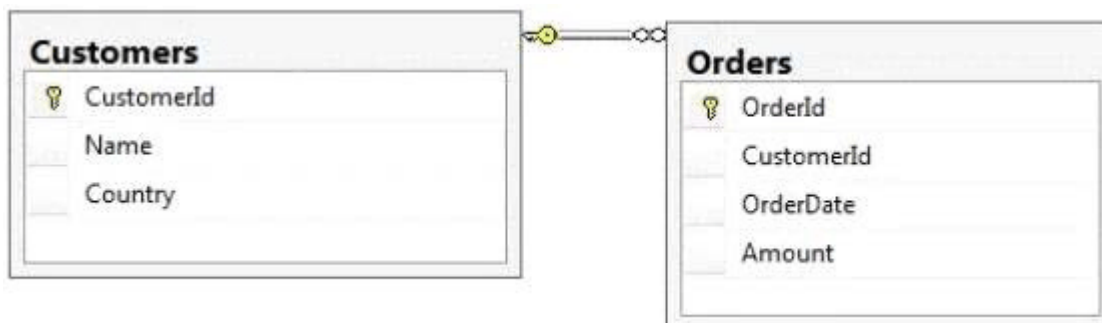 Customers
CustomerId
Name
Country
Orders
OrderId
CustomerId
OrderDate
Amount